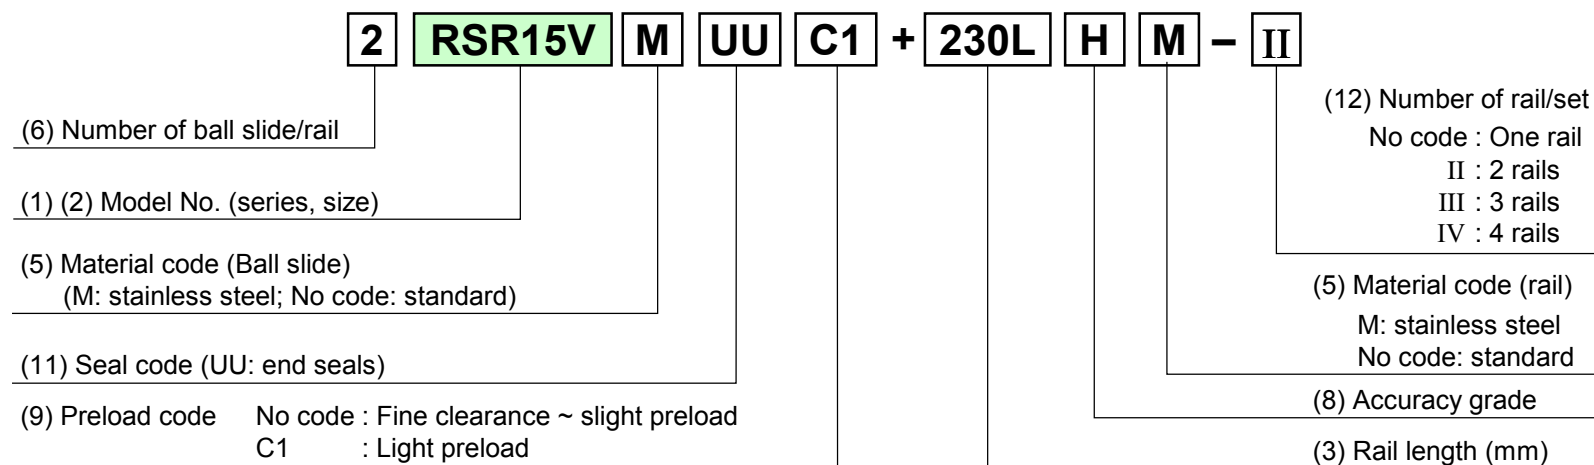 2 RSR15V M UU C1 + 230L H M – II
(6) Number of ball slide/rail
(1) (2) Model No. (series, size)
(5) Material code (Ball slide)
(M: stainless steel; No code: standard)
(11) Seal code (UU: end seals)
(9) Preload code No code : Fine clearance ~ slight preload
C1 : Light preload
(12) Number of rail/set
No code : One rail
II : 2 rails
III : 3 rails
IV : 4 rails
(5) Material code (rail)
M: stainless steel
No code: standard
(8) Accuracy grade
(3) Rail length (mm)